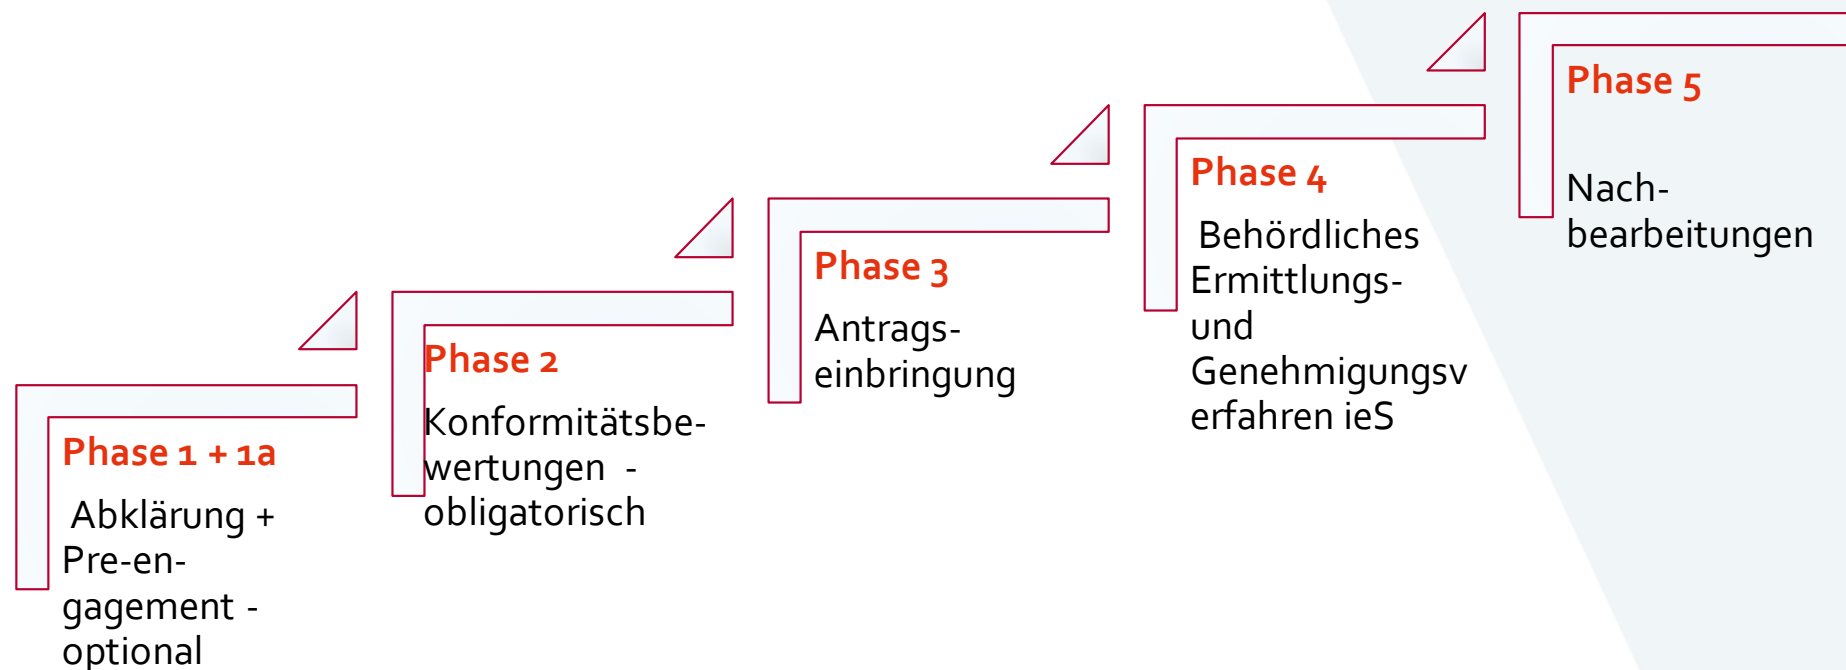 Phase 1 + 1a
Abklärung +
Pre-en-
gagement -
optional
Phase 2
Konformitätsbe-
wertungen -
obligatorisch
Phase 3
Antrags-
einbringung
Phase 4
Behördliches
Ermittlungs-
und
Genehmigungsv
erfahren ieS
Phase 5
Nach-
bearbeitungen